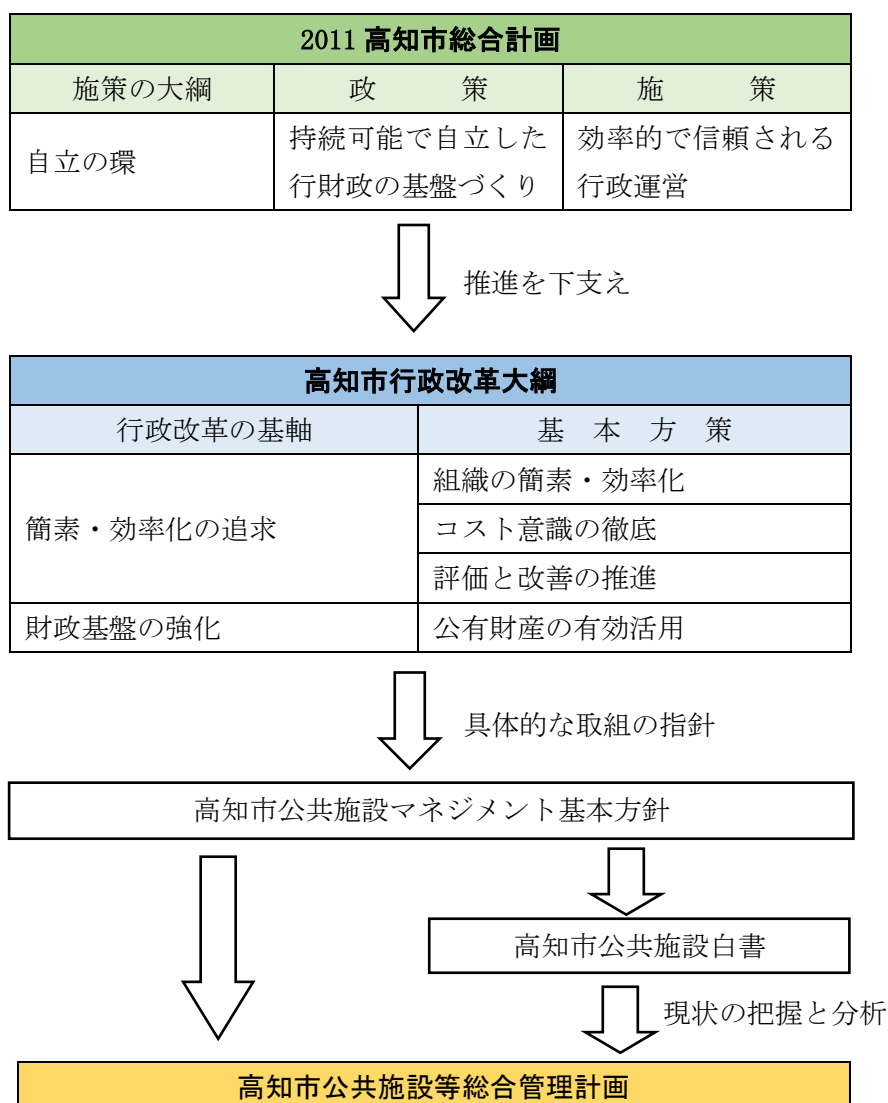 2011 高知市総合計画
施策の大綱
政 策
施 策
自立の環
持続可能で自立した
行財政の基盤づくり
効率的で信頼される
行政運営
推進を下支え
高知市行政改革大綱
行政改革の基軸
基 本 方 策
簡素・効率化の追求
組織の簡素・効率化
コスト意識の徹底
評価と改善の推進
財政基盤の強化
公有財産の有効活用
具体的な取組の指針
高知市公共施設マネジメント基本方針
高知市公共施設白書
現状の把握と分析
高知市公共施設等総合管理計画